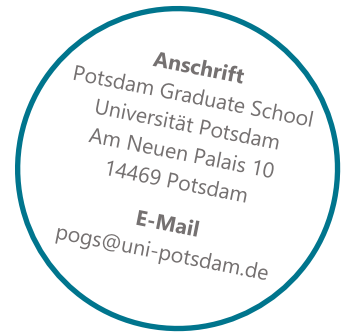 Anschrift
Potsdam Graduate School
Universität Potsdam
Am Neuen Palais 10
14469 Potsdam
E-Mail
pogs@uni-potsdam.de